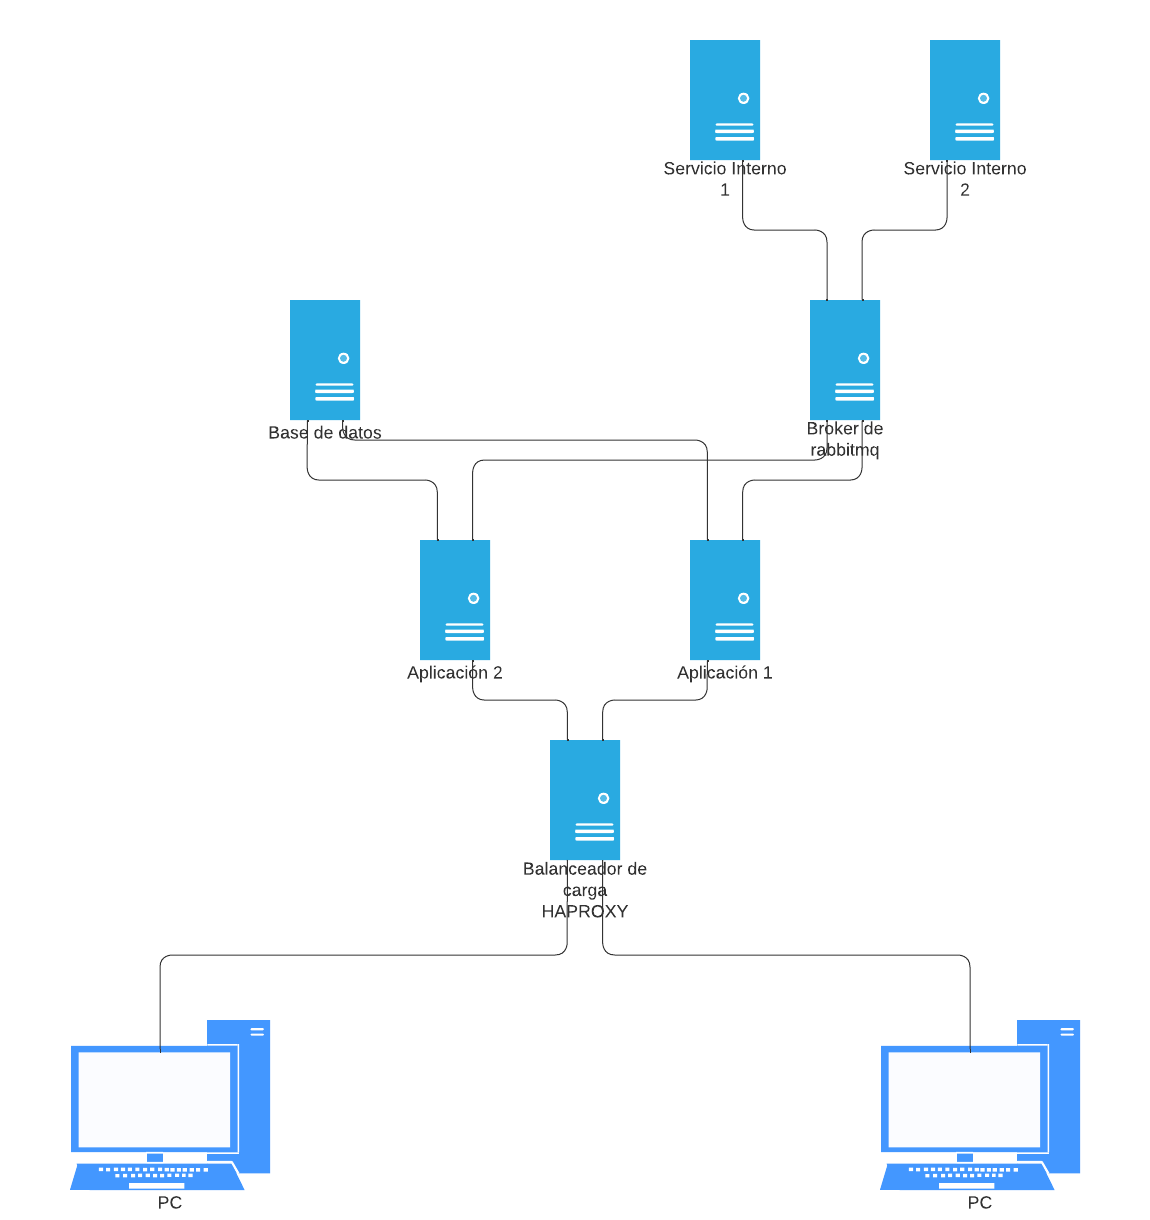 Servicio Interno
1
Servicio Interno
2
Base de datos
Broker de
rabbitmq
Aplicación 2
Aplicación 1
Balanceador de
carga
HAPROXY
PC
PC